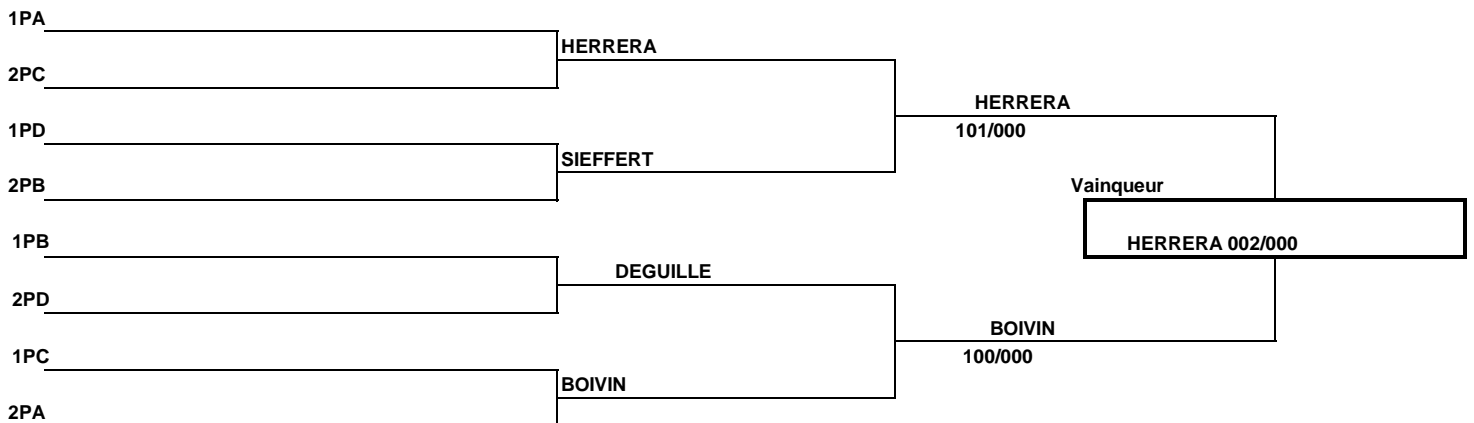 1PA
HERRERA
2PC
HERRERA
1PD
101/000
SIEFFERT
2PB
Vainqueur
1PB
HERRERA 002/000
DEGUILLE
2PD
BOIVIN
1PC
100/000
BOIVIN
2PA